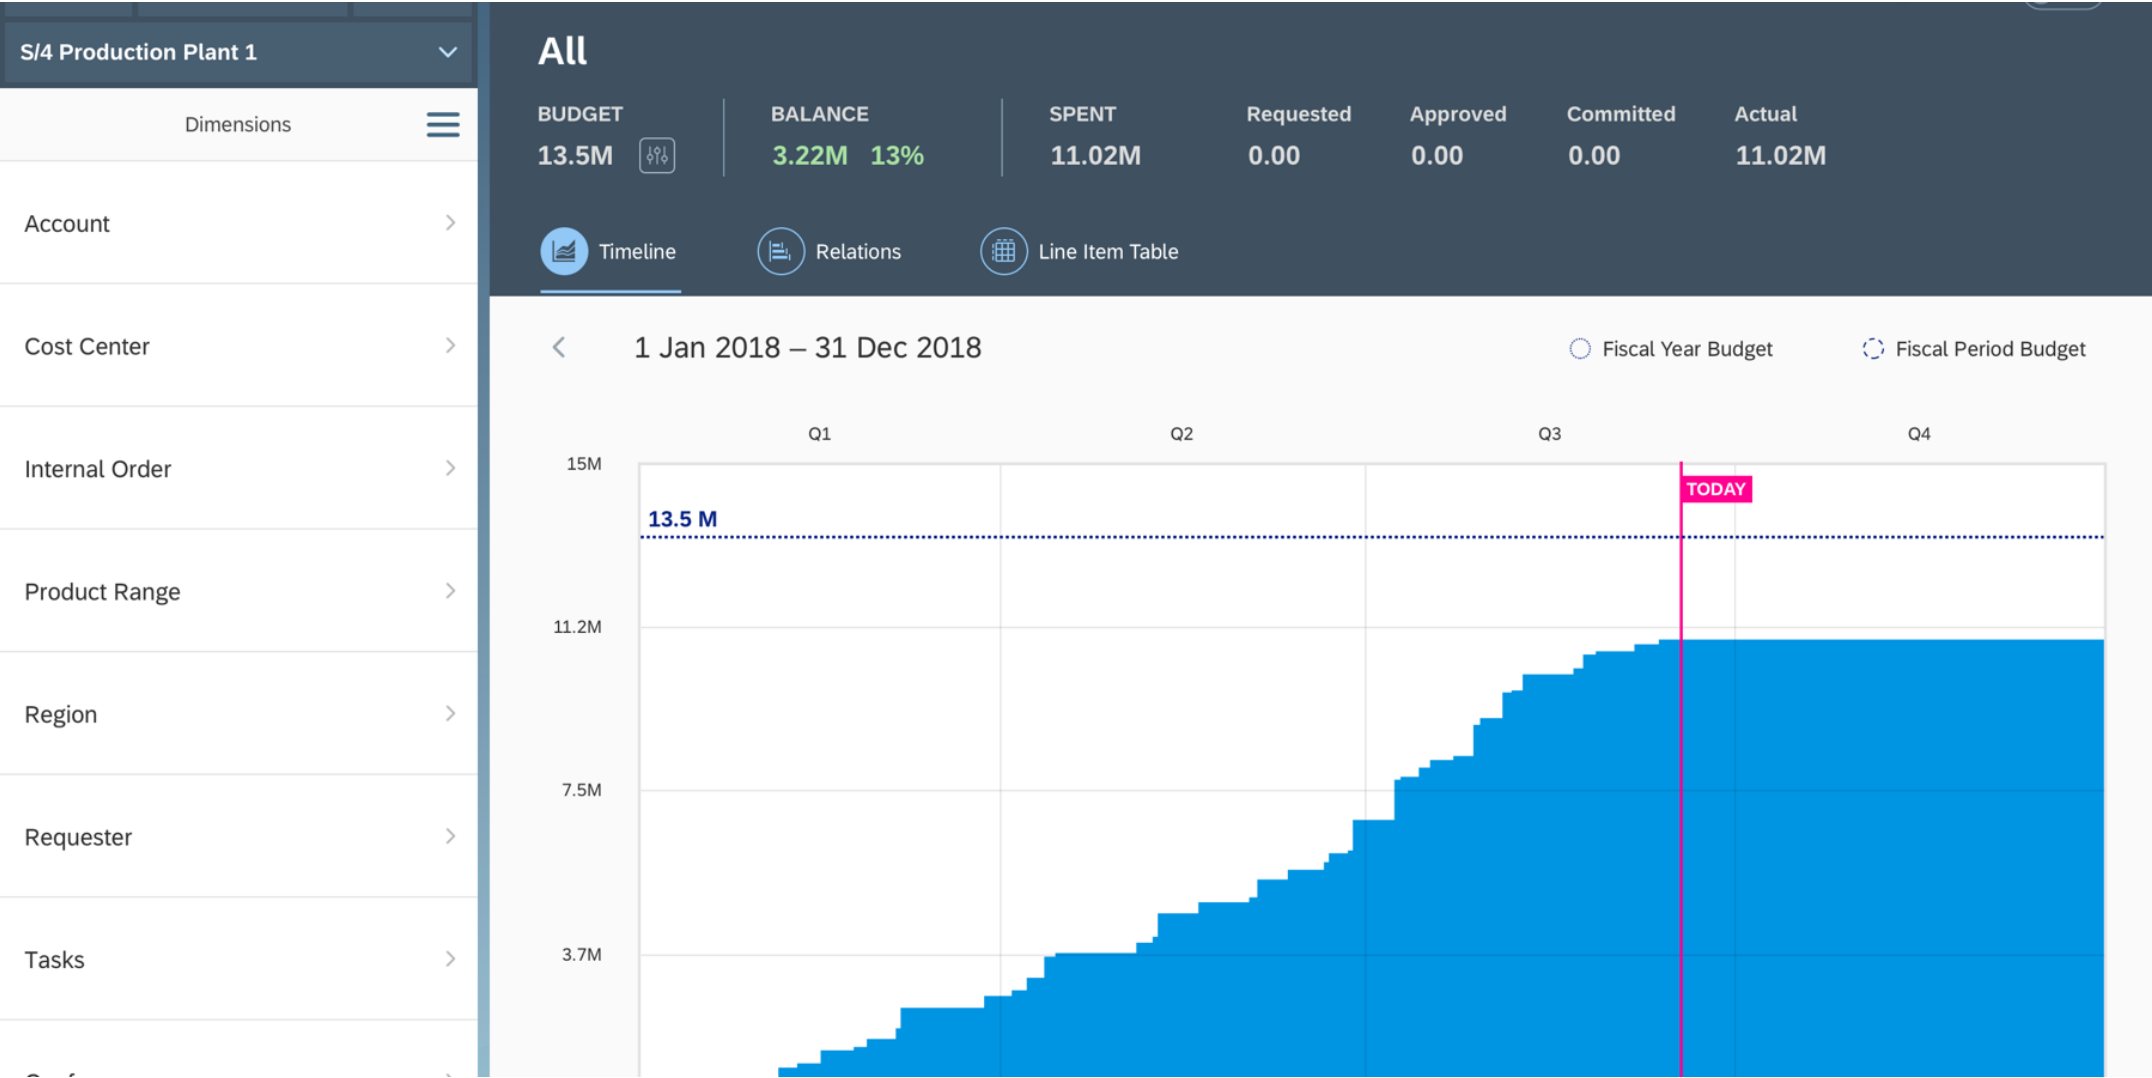 S/4 Production Plant 1
Dimensions
Account
Cost Center
Internal Order
Product Range
Region
Requester
Tasks
All
BUDGET
13.5M
BALANCE
3.22M 13%
SPENT
11.02M
Requested
0.00
Approved
0.00
Committed
0.00
Actual
11.02M
Timeline
Relations
Line Item Table
1 Jan 2018 – 31 Dec 2018
Fiscal Year Budget
Fiscal Period Budget
Q1
Q2
Q3
Q4
15M
TODAY
13.5 M
11.2M
7.5M
3.7M